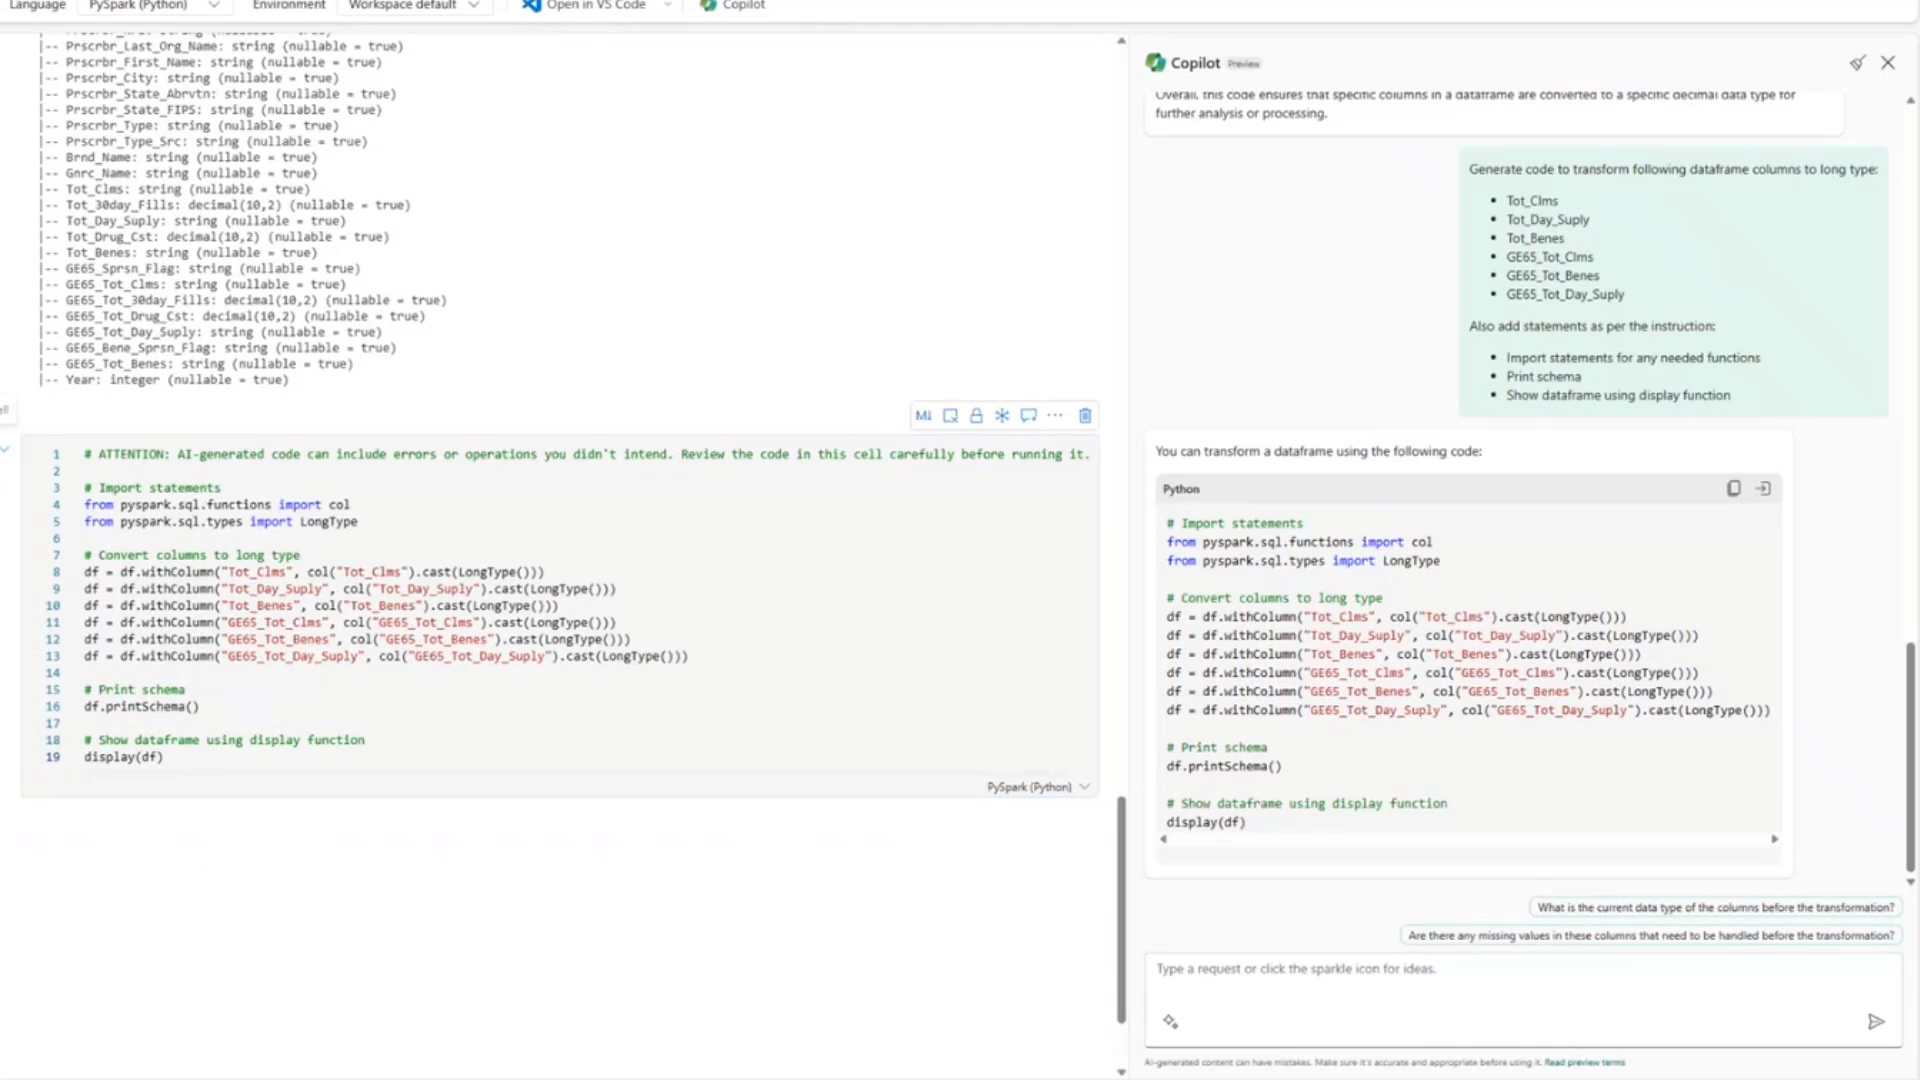 Language PySpark (Python) Environment Workspace default Open in VS Code Copilot
|-- Prscrbr_Last_Org_Name: string (nullable = true)
|-- Prscrbr_First_Name: string (nullable = true)
|-- Prscrbr_City: string (nullable = true)
|-- Prscrbr_State_Abrvtn: string (nullable = true)
|-- Prscrbr_State_FIPS: string (nullable = true)
|-- Prscrbr_Type: string (nullable = true)
|-- Prscrbr_Type_Src: string (nullable = true)
|-- Brnd_Name: string (nullable = true)
|-- Gnrc_Name: string (nullable = true)
|-- Tot_Clms: string (nullable = true)
|-- Tot_30day_Fills: decimal(10,2) (nullable = true)
|-- Tot_Day_Suply: string (nullable = true)
|-- Tot_Drug_Cst: decimal(10,2) (nullable = true)
|-- Tot_Benes: string (nullable = true)
|-- GE65_Sprsn_Flag: string (nullable = true)
|-- GE65_Tot_Clms: string (nullable = true)
|-- GE65_Tot_30day_Fills: decimal(10,2) (nullable = true)
|-- GE65_Tot_Drug_Cst: decimal(10,2) (nullable = true)
|-- GE65_Tot_Day_Suply: string (nullable = true)
|-- GE65_Bene_Sprsn_Flag: string (nullable = true)
|-- GE65_Tot_Benes: string (nullable = true)
|-- Year: integer (nullable = true)
M↓
1 # ATTENTION: AI-generated code can include errors or operations you didn't intend. Review the code in this cell carefully before running it.
2
3 # Import statements
4 from pyspark.sql.functions import col
5 from pyspark.sql.types import LongType
6
7 # Convert columns to long type
8 df = df.withColumn("Tot_Clms", col("Tot_Clms").cast(LongType()))
9 df = df.withColumn("Tot_Day_Suply", col("Tot_Day_Suply").cast(LongType()))
10 df = df.withColumn("Tot_Benes", col("Tot_Benes").cast(LongType()))
11 df = df.withColumn("GE65_Tot_Clms", col("GE65_Tot_Clms").cast(LongType()))
12 df = df.withColumn("GE65_Tot_Benes", col("GE65_Tot_Benes").cast(LongType()))
13 df = df.withColumn("GE65_Tot_Day_Suply", col("GE65_Tot_Day_Suply").cast(LongType()))
14
15 # Print schema
16 df.printSchema()
17
18 # Show dataframe using display function
19 display(df)
PySpark (Python)
Copilot Preview
Overall, this code ensures that specific columns in a dataframe are converted to a specific decimal data type for
further analysis or processing.
Generate code to transform following dataframe columns to long type:
• Tot_Clms
• Tot_Day_Suply
• Tot_Benes
• GE65_Tot_Clms
• GE65_Tot_Benes
• GE65_Tot_Day_Suply
Also add statements as per the instruction:
• Import statements for any needed functions
• Print schema
• Show dataframe using display function
You can transform a dataframe using the following code:
Python
# Import statements
from pyspark.sql.functions import col
from pyspark.sql.types import LongType
# Convert columns to long type
df = df.withColumn("Tot_Clms", col("Tot_Clms").cast(LongType()))
df = df.withColumn("Tot_Day_Suply", col("Tot_Day_Suply").cast(LongType()))
df = df.withColumn("Tot_Benes", col("Tot_Benes").cast(LongType()))
df = df.withColumn("GE65_Tot_Clms", col("GE65_Tot_Clms").cast(LongType()))
df = df.withColumn("GE65_Tot_Benes", col("GE65_Tot_Benes").cast(LongType()))
df = df.withColumn("GE65_Tot_Day_Suply", col("GE65_Tot_Day_Suply").cast(LongType()))
# Print schema
df.printSchema()
# Show dataframe using display function
display(df)
What is the current data type of the columns before the transformation?
Are there any missing values in these columns that need to be handled before the transformation?
Type a request or click the sparkle icon for ideas.
AI-generated content can have mistakes. Make sure it's accurate and appropriate before using it. Read preview terms